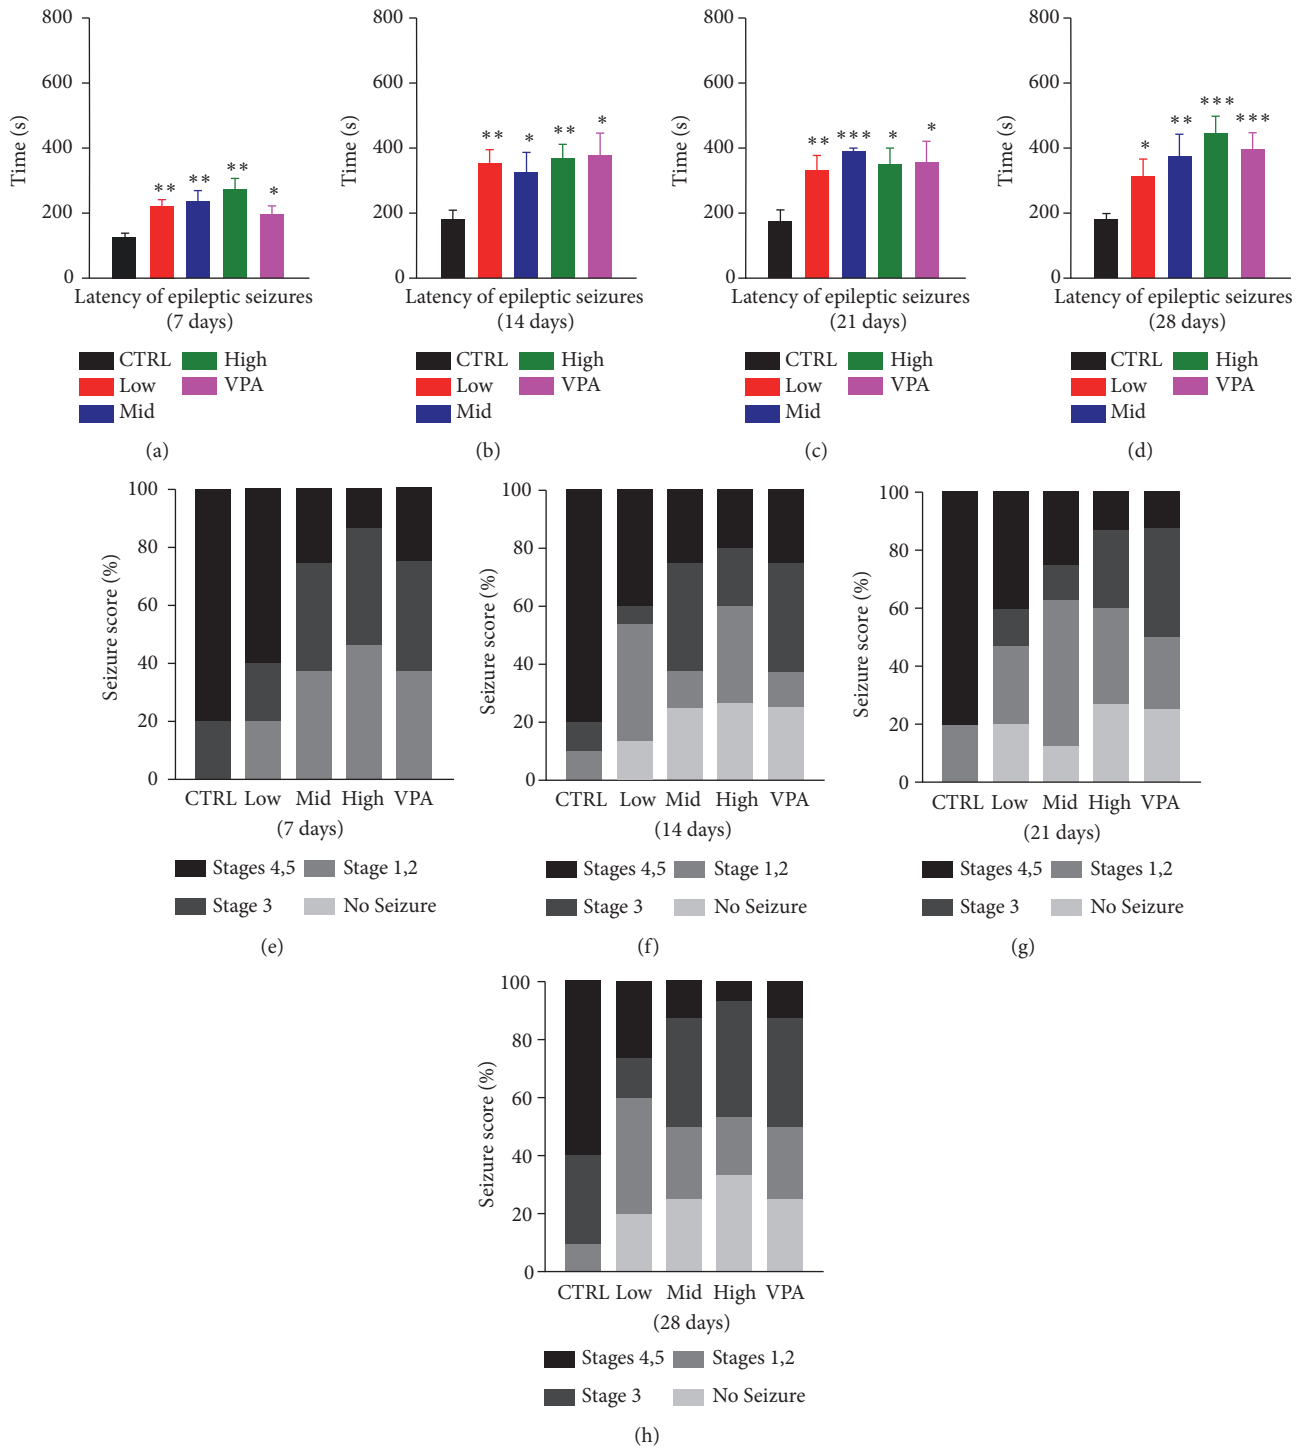 800
600
400
200
0
Time (s)
**
**
**
*
Latency of epileptic seizures
(7 days)
CTRL
High
Low
VPA
Mid
(a)
800
600
400
200
0
Time (s)
**
*
**
*
Latency of epileptic seizures
(14 days)
CTRL
High
Low
VPA
Mid
(b)
800
600
400
200
0
Time (s)
**
***
*
*
Latency of epileptic seizures
(21 days)
CTRL
High
Low
VPA
Mid
(c)
800
600
400
200
0
Time (s)
*
**
***
***
Latency of epileptic seizures
(28 days)
CTRL
High
Low
VPA
Mid
(d)
100
80
60
40
20
0
Seizure score (%)
CTRL Low Mid High VPA
(7 days)
Stages 4,5 Stage 1,2
Stage 3 No Seizure
(e)
100
80
60
40
20
0
Seizure score (%)
CTRL Low Mid High VPA
(14 days)
Stages 4,5 Stage 1,2
Stage 3 No Seizure
(f)
100
80
60
40
20
0
Seizure score (%)
CTRL Low Mid High VPA
(21 days)
Stages 4,5 Stages 1,2
Stage 3 No Seizure
(g)
100
80
60
40
20
0
Seizure score (%)
CTRL Low Mid High VPA
(28 days)
Stages 4,5 Stages 1,2
Stage 3 No Seizure
(h)